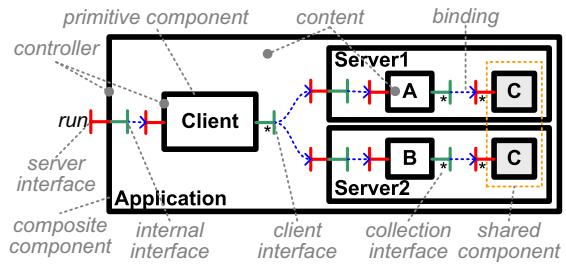 primitive component
content
binding
controller
Server1
A
*
*
C
run
Client
*
server
interface
B
*
*
C
Application
Server2
composite
component
internal
interface
client
interface
collection
interface
shared
component